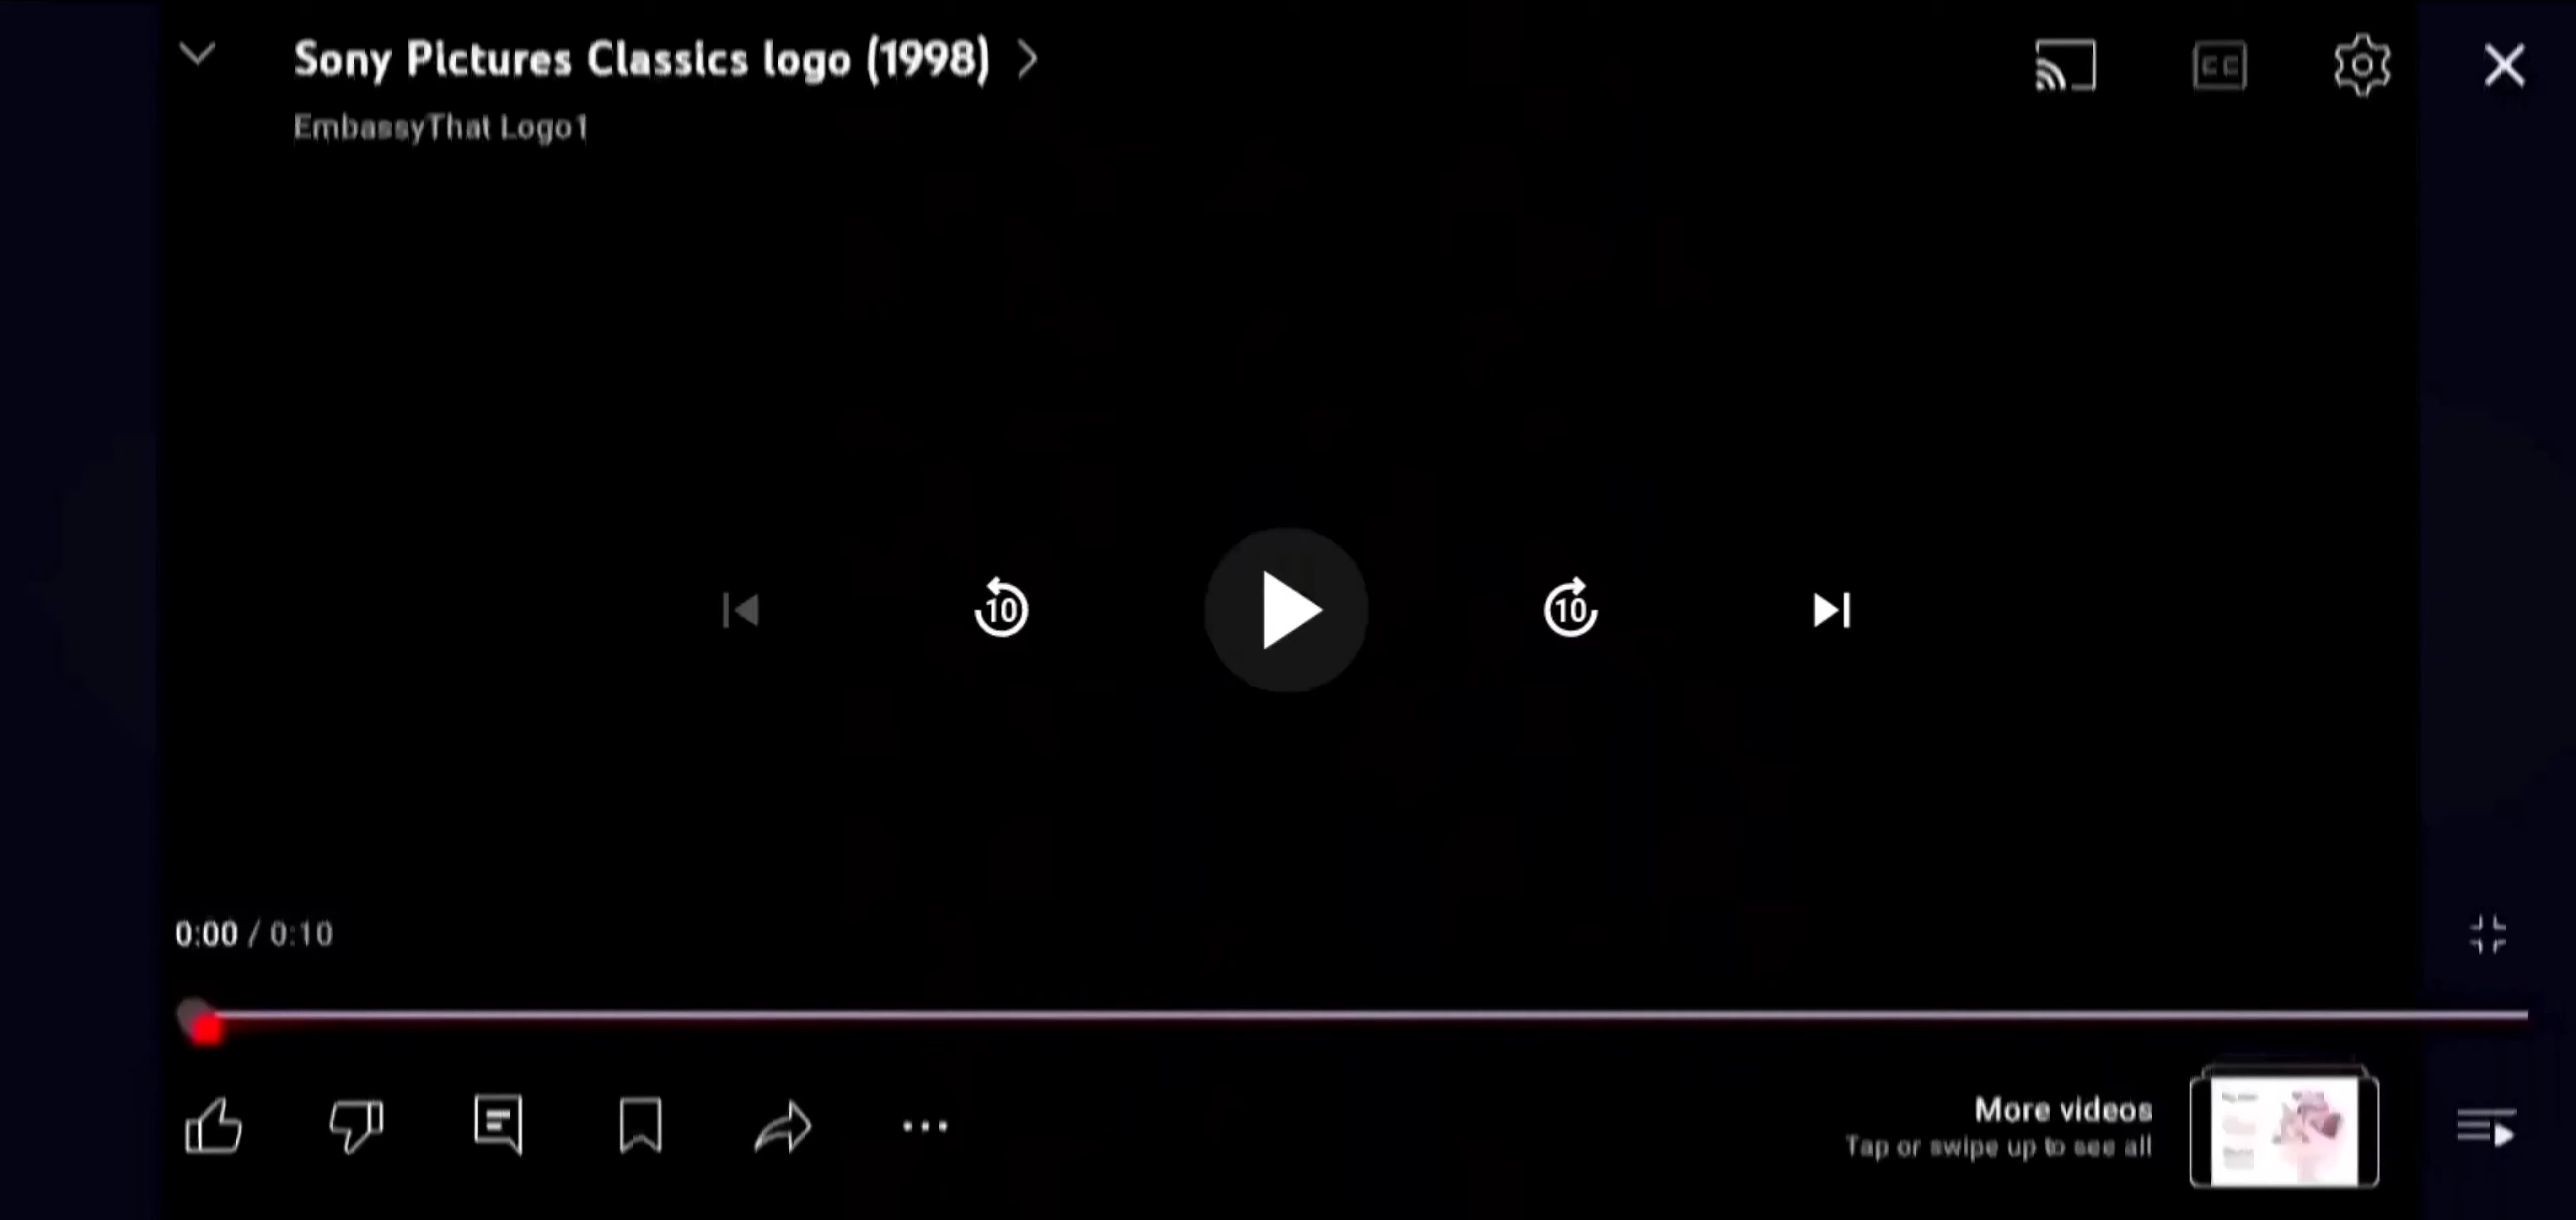 Sony Pictures Classics logo (1998)
EmbassyThat Logo1
CC
10
10
0:00 / 0:10
More videos
Tap or swipe up to see all